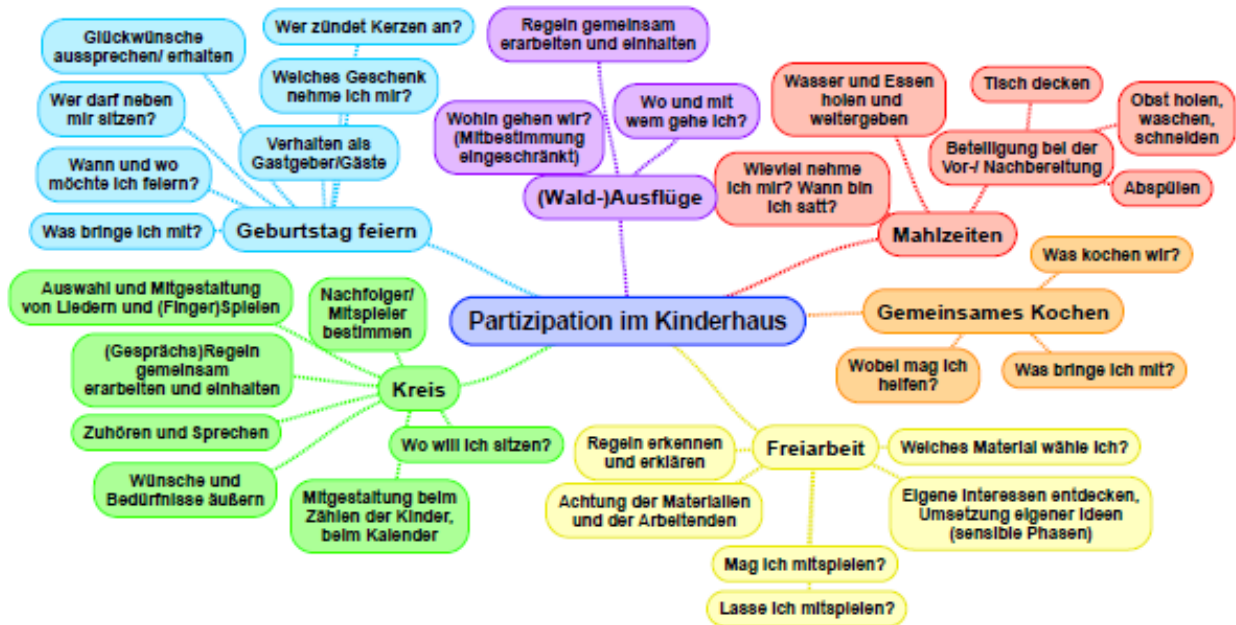 Partizipation im Kinderhaus
Geburtstag feiern
Glückwünsche
aussprechen/ erhalten
Wer zündet Kerzen an?
Welches Geschenk
nehme ich mir?
Wer darf neben
mir sitzen?
Verhalten als
Gastgeber/Gäste
Wann und wo
möchte ich feiern?
Was bringe ich mit?
(Wald-)Ausflüge
Regeln gemeinsam
erarbeiten und einhalten
Wohin gehen wir?
(Mitbestimmung
eingeschränkt)
Wo und mit
wem gehe ich?
Mahlzeiten
Wasser und Essen
holen und
weitergeben
Wieviel nehme
ich mir? Wann bin
ich satt?
Beteiligung bei der
Vor-/ Nachbereitung
Tisch decken
Obst holen,
waschen,
schneiden
Abspülen
Gemeinsames Kochen
Was kochen wir?
Wobei mag ich
helfen?
Was bringe ich mit?
Kreis
Auswahl und Mitgestaltung
von Liedern und (Finger)Spielen
Nachfolger/
Mitspieler
bestimmen
(Gesprächs)Regeln
gemeinsam
erarbeiten und einhalten
Zuhören und Sprechen
Wo will ich sitzen?
Wünsche und
Bedürfnisse äußern
Mitgestaltung beim
Zählen der Kinder,
beim Kalender
Freiarbeit
Regeln erkennen
und erklären
Welches Material wähle ich?
Achtung der Materialien
und der Arbeitenden
Eigene Interessen entdecken,
Umsetzung eigener Ideen
(sensible Phasen)
Mag ich mitspielen?
Lasse ich mitspielen?